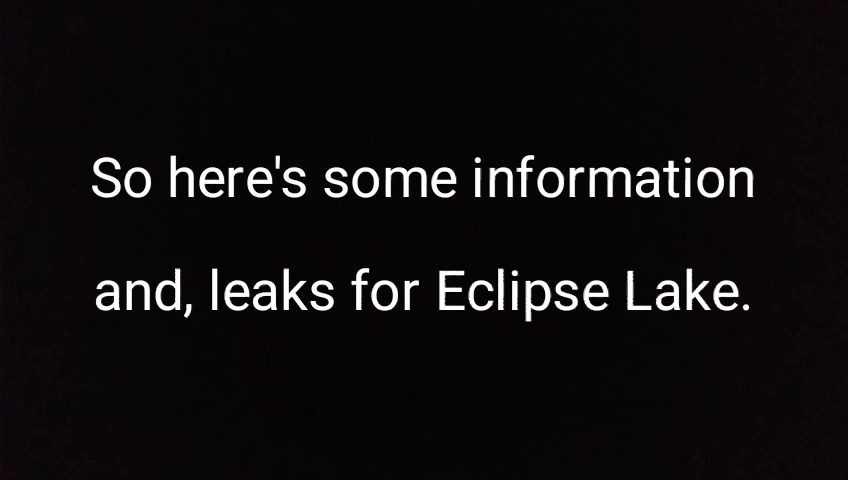 So here's some information
and, leaks for Eclipse Lake.